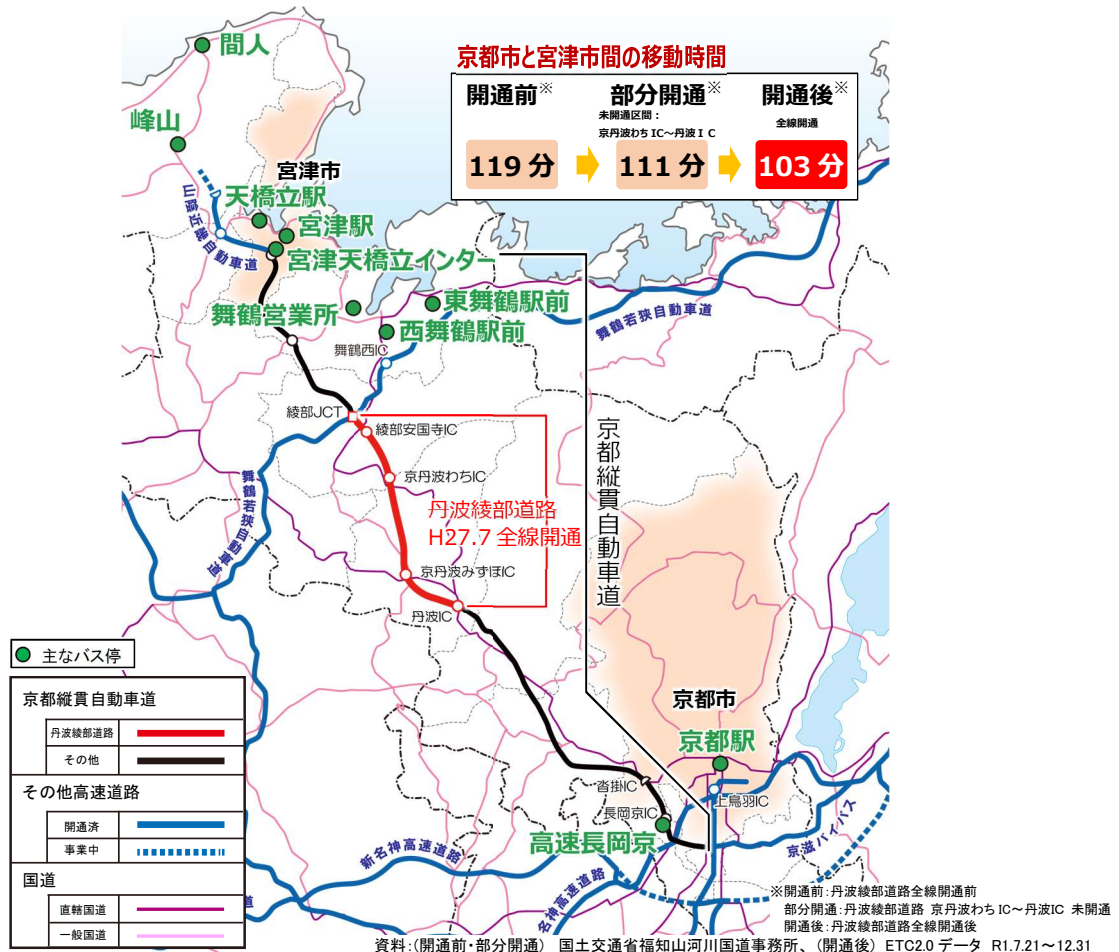 京都市と宮津市間の移動時間
開通前※
部分開通※
開通後※
未開通区間：
京丹波わちIC～丹波ＩＣ
全線開通
119 分
111 分
103 分
間人
峰山
宮津市
天橋立駅
宮津駅
山陰近畿自動車道
宮津天橋立インター
舞鶴営業所
東舞鶴駅前
西舞鶴駅前
舞鶴若狭自動車道
舞鶴西IC
綾部JCT
綾部安国寺IC
京丹波わちIC
舞鶴若狭自動車道
丹波綾部道路
H27.7 全線開通
京都縦貫自動車道
京丹波みずほIC
丹波IC
京都市
京都駅
沓掛IC
上鳥羽IC
長岡京IC
高速長岡京
新名神高速道路
名神高速道路
京滋バイパス
道
主なバス停
京都縦貫自動車道
丹波綾部道路
その他
その他高速道路
開通済
事業中
国道
直轄国道
一般国道
※開通前：丹波綾部道路全線開通前
部分開通：丹波綾部道路 京丹波わちIC～丹波IC 未開通
開通後：丹波綾部道路全線開通後
資料：(開通前・部分開通） 国土交通省福知山河川国道事務所、（開通後） ETC2.0 データ R1.7.21～12.31